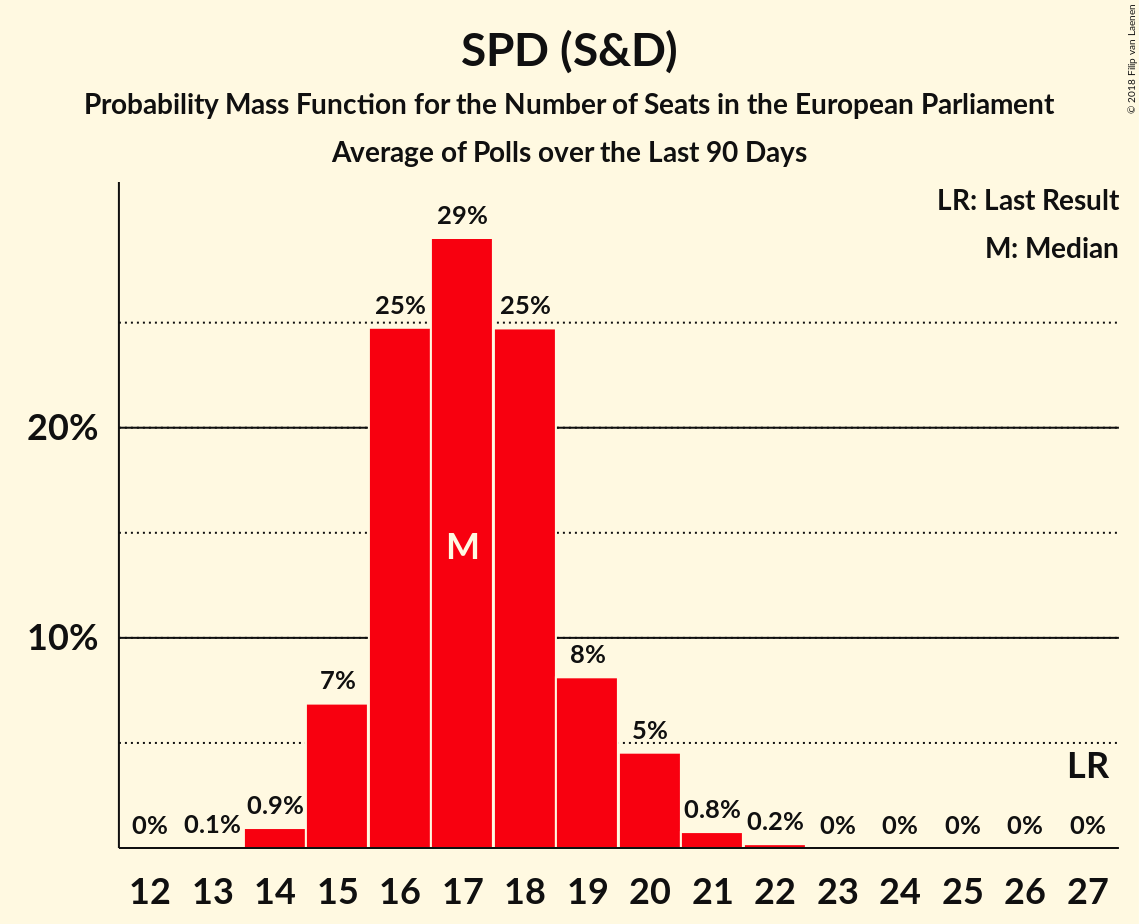 SPD (S&D)
Probability Mass Function for the Number of Seats in the European Parliament
Average of Polls over the Last 90 Days
© 2018 Filip van Laenen
LR: Last Result
M: Median
29%
25%
25%
20%
M
10%
8%
7%
5%
LR
0%
0.1%
0.9%
0.8%
0.2%
0%
0%
0%
0%
0%
12 13 14 15 16 17 18 19 20 21 22 23 24 25 26 27